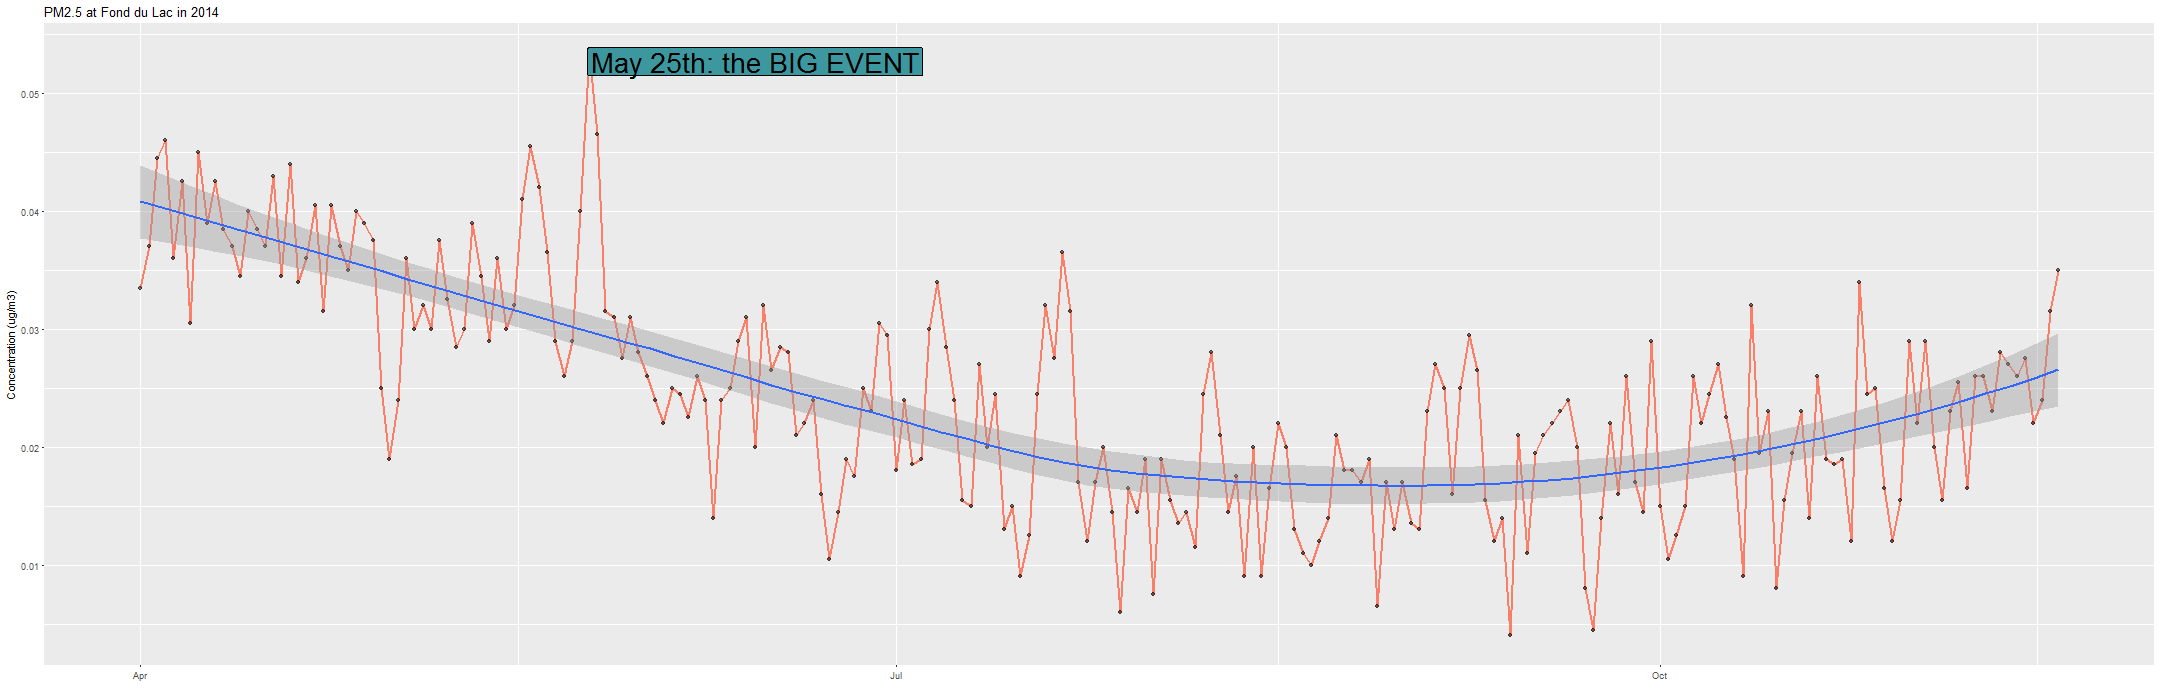 PM2.5 at Fond du Lac in 2014
May 25th: the BIG EVENT
Concentration (ug/m3)
0.05
0.04
0.03
0.02
0.01
Apr
Jul
Oct